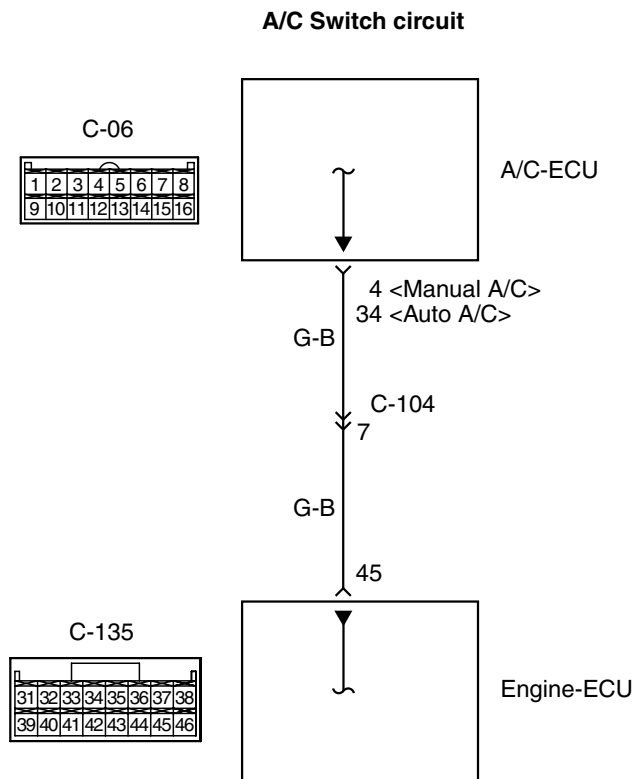 A/C Switch circuit
C-06
1 2 3 4 5 6 7 8
9 10 11 12 13 14 15 16
A/C-ECU
4 <Manual A/C>
34 <Auto A/C>
G-B
C-104
7
G-B
45
C-135
31 32 33 34 35 36 37 38
39 40 41 42 43 44 45 46
Engine-ECU